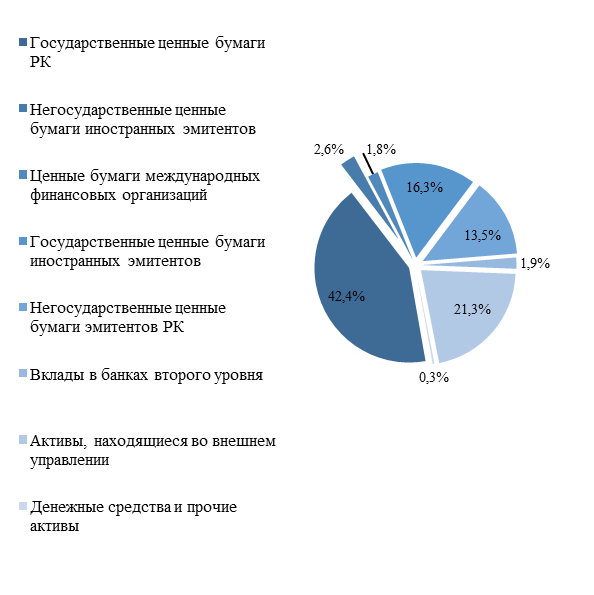 Государственные ценные бумаги
РК
Негосударственные ценные
бумаги иностранных эмитентов
Ценные бумаги международных
финансовых организаций
Государственные ценные бумаги
иностранных эмитентов
Негосударственные ценные
бумаги эмитентов РК
Вклады в банках второго уровня
Активы, находящиеся во внешнем
управлении
Денежные средства и прочие
активы
2,6%
1,8%
16,3%
13,5%
1,9%
42,4%
21,3%
0,3%